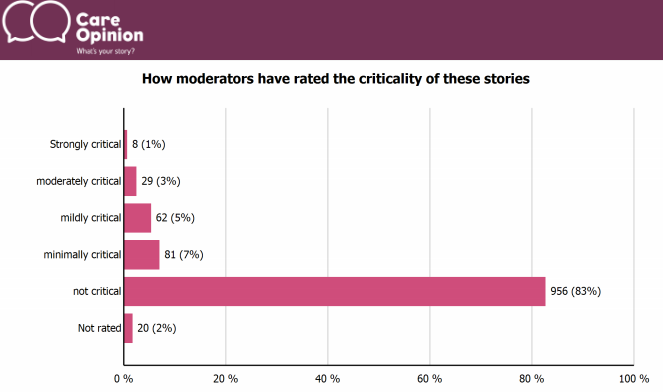 Care
Opinion
What's your story?
How moderators have rated the criticality of these stories
Strongly critical 8 (1%)
moderately critical 29 (3%)
mildly critical 62 (5%)
minimally critical 81 (7%)
not critical 956 (83%)
Not rated 20 (2%)
0 % 20 % 40 % 60 % 80 % 100 %